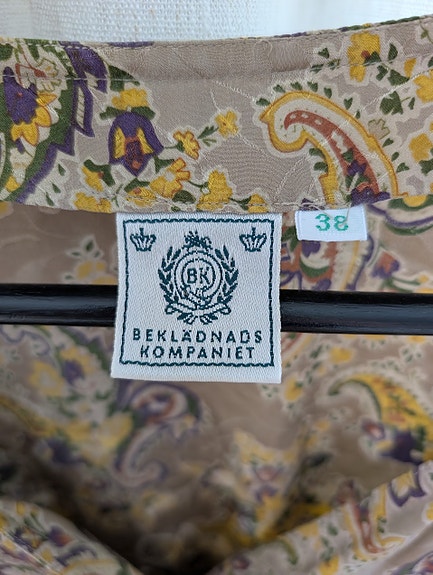 BK
38
BEKLÄDNADS
KOMPANIET